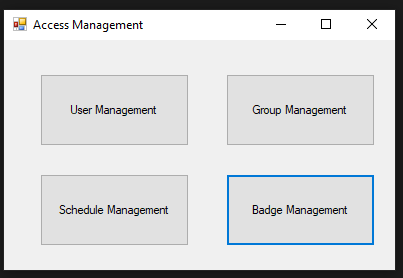 Access Management
User Management
Group Management
Schedule Management
Badge Management